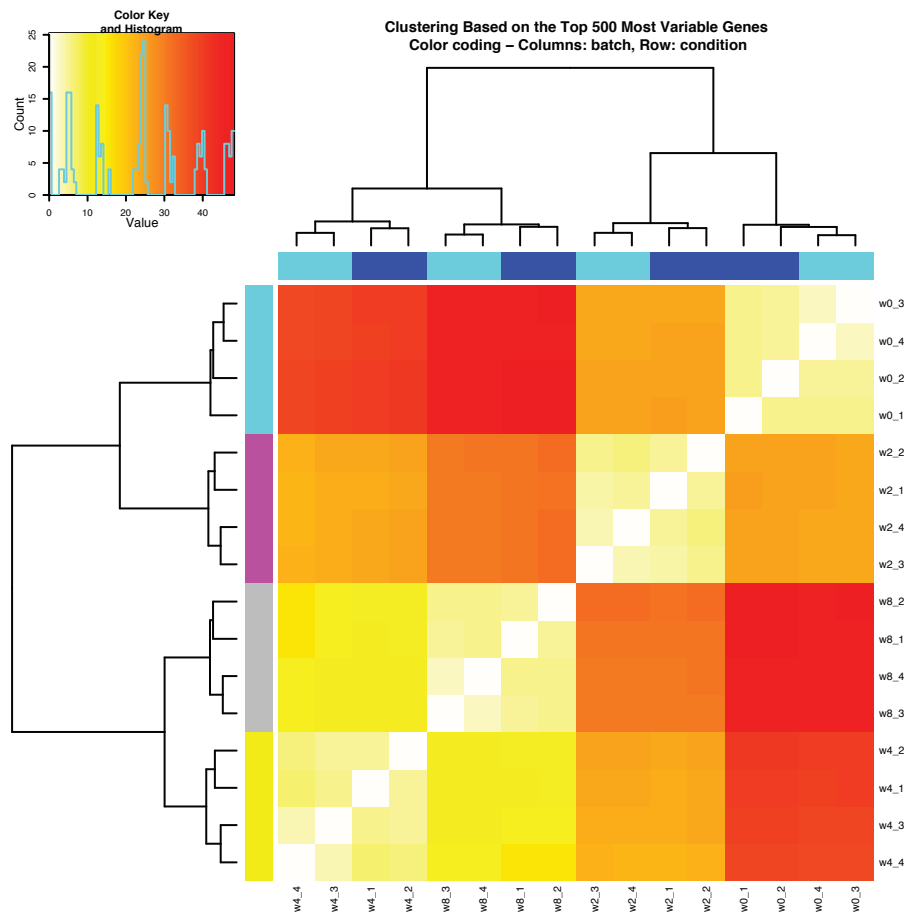 Color Key
and Histogram
Count
0
5
10
15
20
25
0 10 20 30 40
Value
Clustering Based on the Top 500 Most Variable Genes
Color coding – Columns: batch, Row: condition
w0_3
w0_4
w0_2
w0_1
w2_2
w2_1
w2_4
w2_3
w8_2
w8_1
w8_4
w8_3
w4_2
w4_1
w4_3
w4_4
w4_4
w4_3
w4_1
w4_2
w8_3
w8_4
w8_1
w8_2
w2_3
w2_4
w2_1
w2_2
w0_1
w0_2
w0_4
w0_3